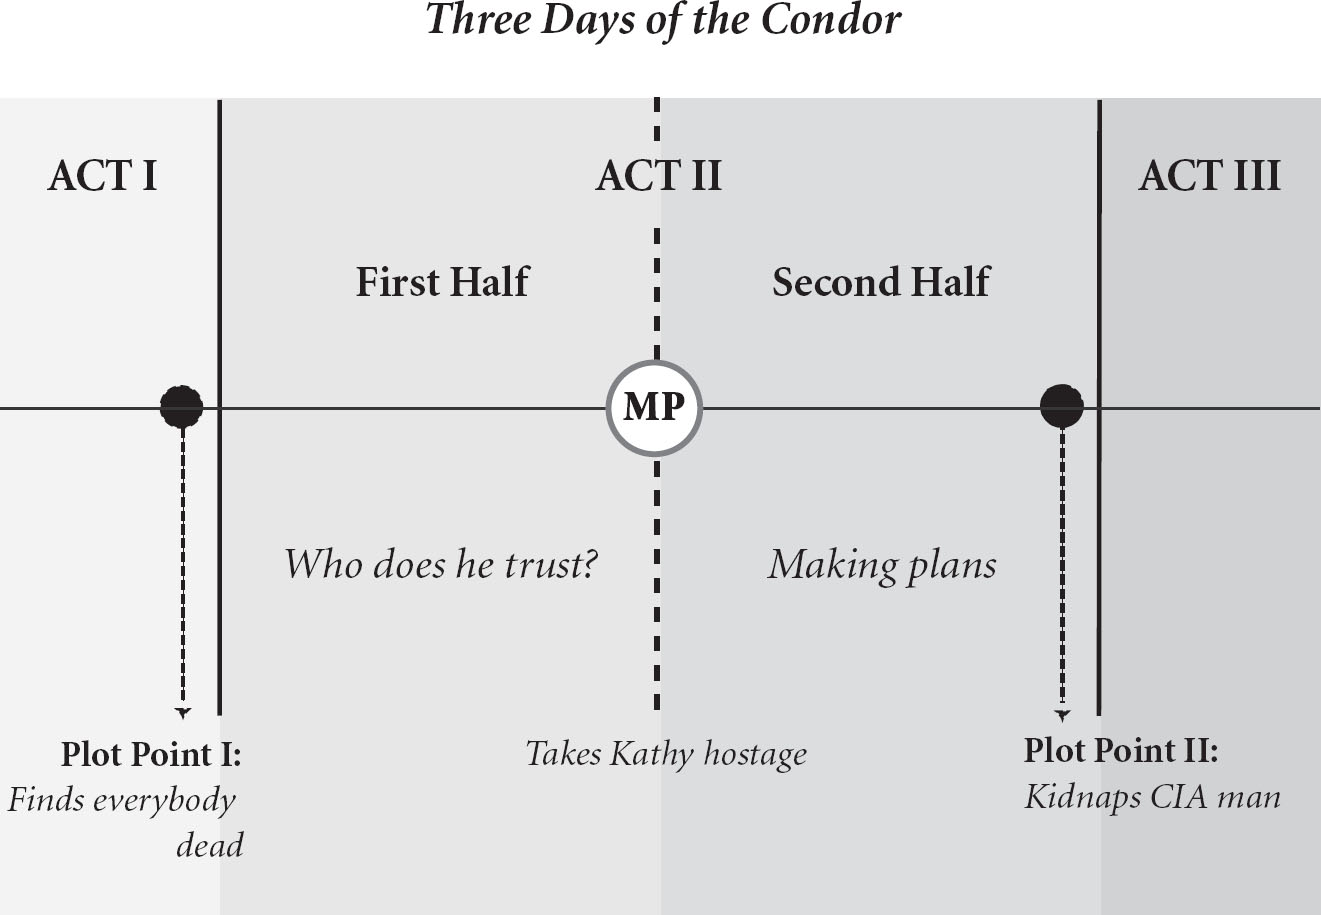 Three Days of the Condor
ACT I
ACT II
ACT III
First Half
Second Half
MP
Who does he trust?
Making plans
Plot Point I:
Finds everybody
dead
Takes Kathy hostage
Plot Point II:
Kidnaps CIA man